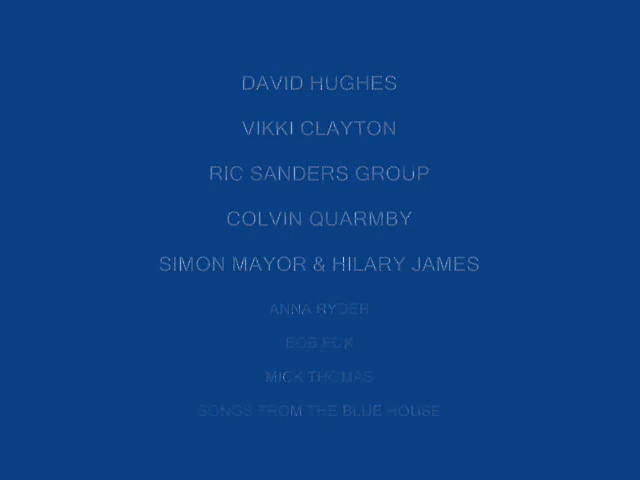 DAVID HUGHES
VIKKI CLAYTON
RIC SANDERS GROUP
COLVIN QUARMBY
SIMON MAYOR & HILARY JAMES
ANNA RYDER
BOB FOX
MICK THOMAS
SONGS FROM THE BLUE HOUSE